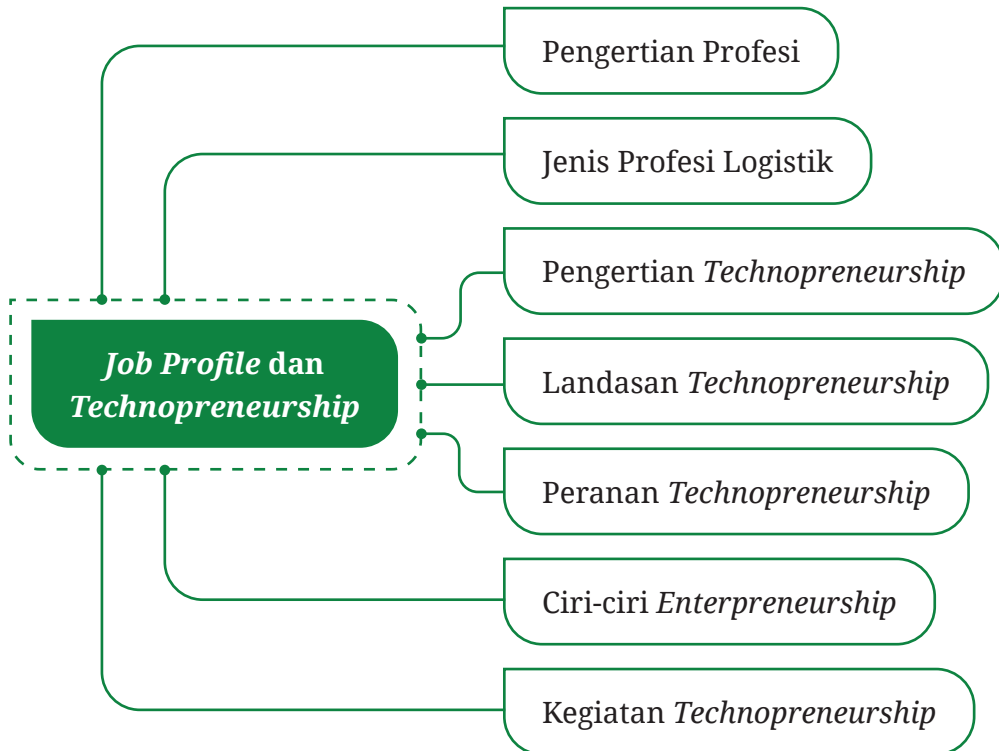 Pengertian Profesi
Jenis Profesi Logistik
Pengertian Technopreneurship
Job Profile dan
Technopreneurship
Landasan Technopreneurship
Peranan Technopreneurship
Ciri-ciri Enterpreneurship
Kegiatan Technopreneurship